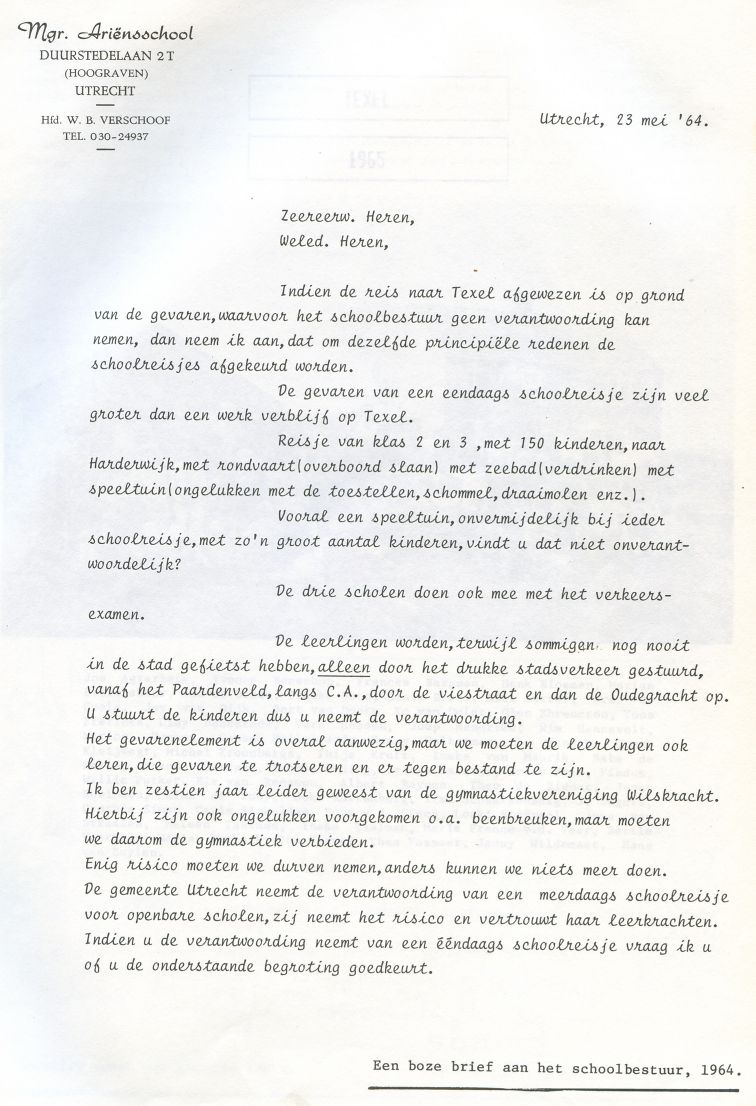 Mgr. Ariënsschool
DUURSTEDELAAN 2 T
(HOOGRAVEN)
UTRECHT
Hfd. W. B. VERSCHOOF
TEL. 030-24937
TEXEL
1965
Utrecht, 23 mei '64.
Zeereerw. Heren,
Weled. Heren,
Indien de reis naar Texel afgewezen is op grond
van de gevaren,waarvoor het schoolbestuur geen verantwoording kan
nemen, dan neem ik aan,dat om dezelfde principiële redenen de
schoolreisjes afgekeurd worden.
De gevaren van een eendaags schoolreisje zijn veel
groter dan een werk verblijf op Texel.
Reisje van klas 2 en 3 ,met 150 kinderen,naar
Harderwijk,met rondvaart(overboord slaan) met zeebad(verdrinken) met
speeltuin(ongelukken met de toestellen,schommel,draaimolen enz.).
Vooral een speeltuin,onvermijdelijk bij ieder
schoolreisje,met zo'n groot aantal kinderen,vindt u dat niet onverant-
woordelijk?
De drie scholen doen ook mee met het verkeers-
examen.
De leerlingen worden,terwijl sommigen nog nooit
in de stad gefietst hebben,alleen door het drukke stadsverkeer gestuurd,
vanaf het Paardenveld,langs C.A.,door de viestraat en dan de Oudegracht op.
U stuurt de kinderen dus u neemt de verantwoording.
Het gevarenelement is overal aanwezig,maar we moeten de leerlingen ook
leren,die gevaren te trotseren en er tegen bestand te zijn.
Ik ben zestien jaar leider geweest van de gymnastiekvereniging Wilskracht.
Hierbij zijn ook ongelukken voorgekomen o.a. beenbreuken,maar moeten
we daarom de gymnastiek verbieden.
Enig risico moeten we durven nemen,anders kunnen we niets meer doen.
De gemeente Utrecht neemt de verantwoording van een meerdaags schoolreisje
voor openbare scholen,zij neemt het risico en vertrouwt haar leerkrachten.
Indien u de verantwoording neemt van een ééndaags schoolreisje vraag ik u
of u de onderstaande begroting goedkeurt.
Een boze brief aan het schoolbestuur, 1964.